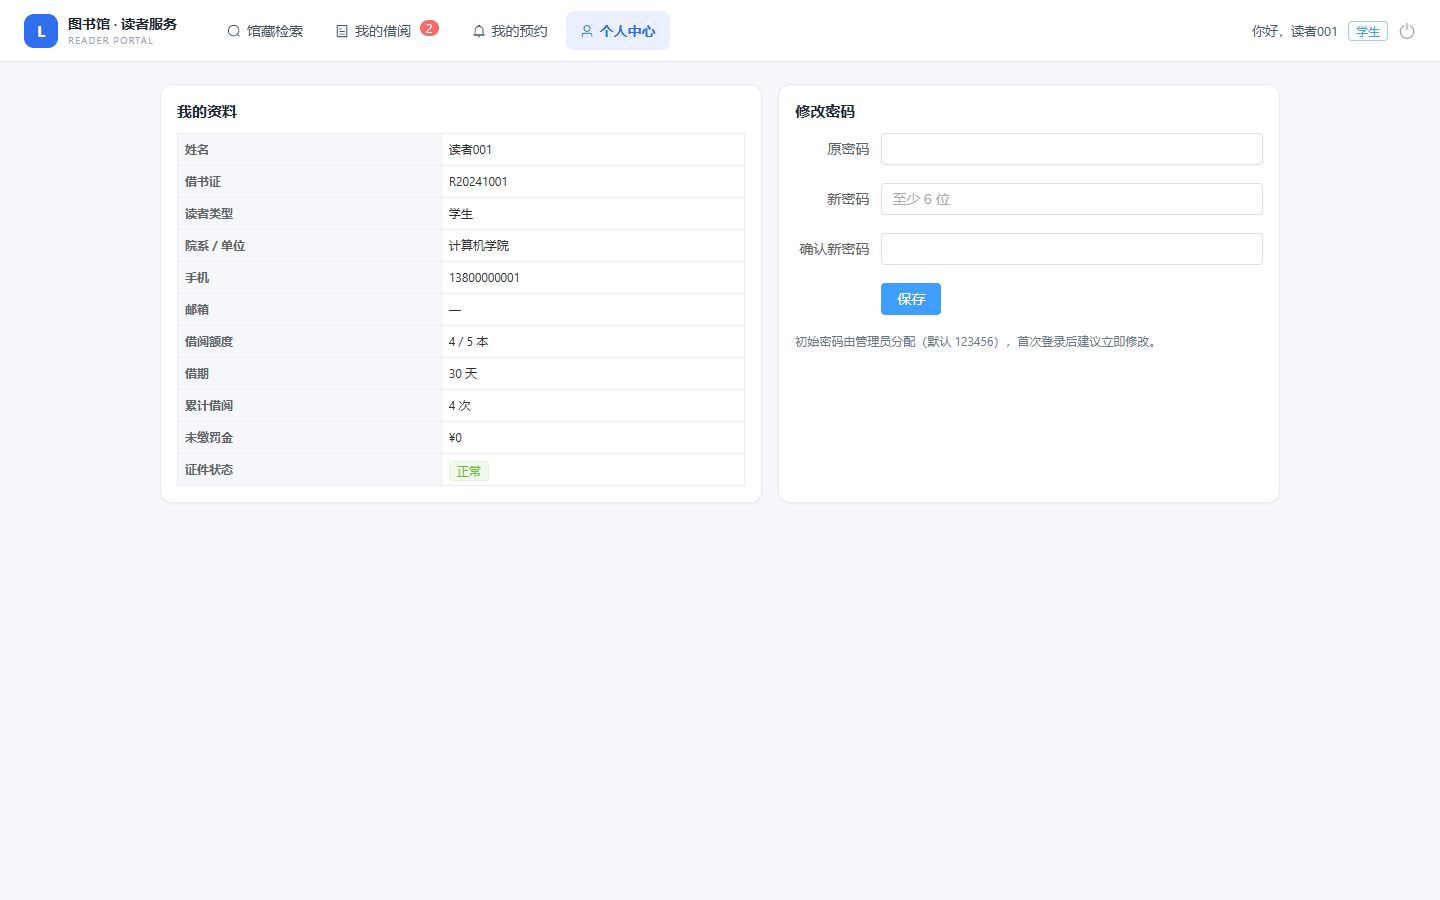 L
图书馆 · 读者服务
READER PORTAL
馆藏检索
我的借阅 2
我的预约
个人中心
你好，读者001 学生
我的资料
姓名 读者001
借书证 R20241001
读者类型 学生
院系 / 单位 计算机学院
手机 13800000001
邮箱 —
借阅额度 4 / 5 本
借期 30 天
累计借阅 4 次
未缴罚金 ¥0
证件状态 正常
修改密码
原密码
新密码 至少 6 位
确认新密码
保存
初始密码由管理员分配（默认 123456），首次登录后建议立即修改。